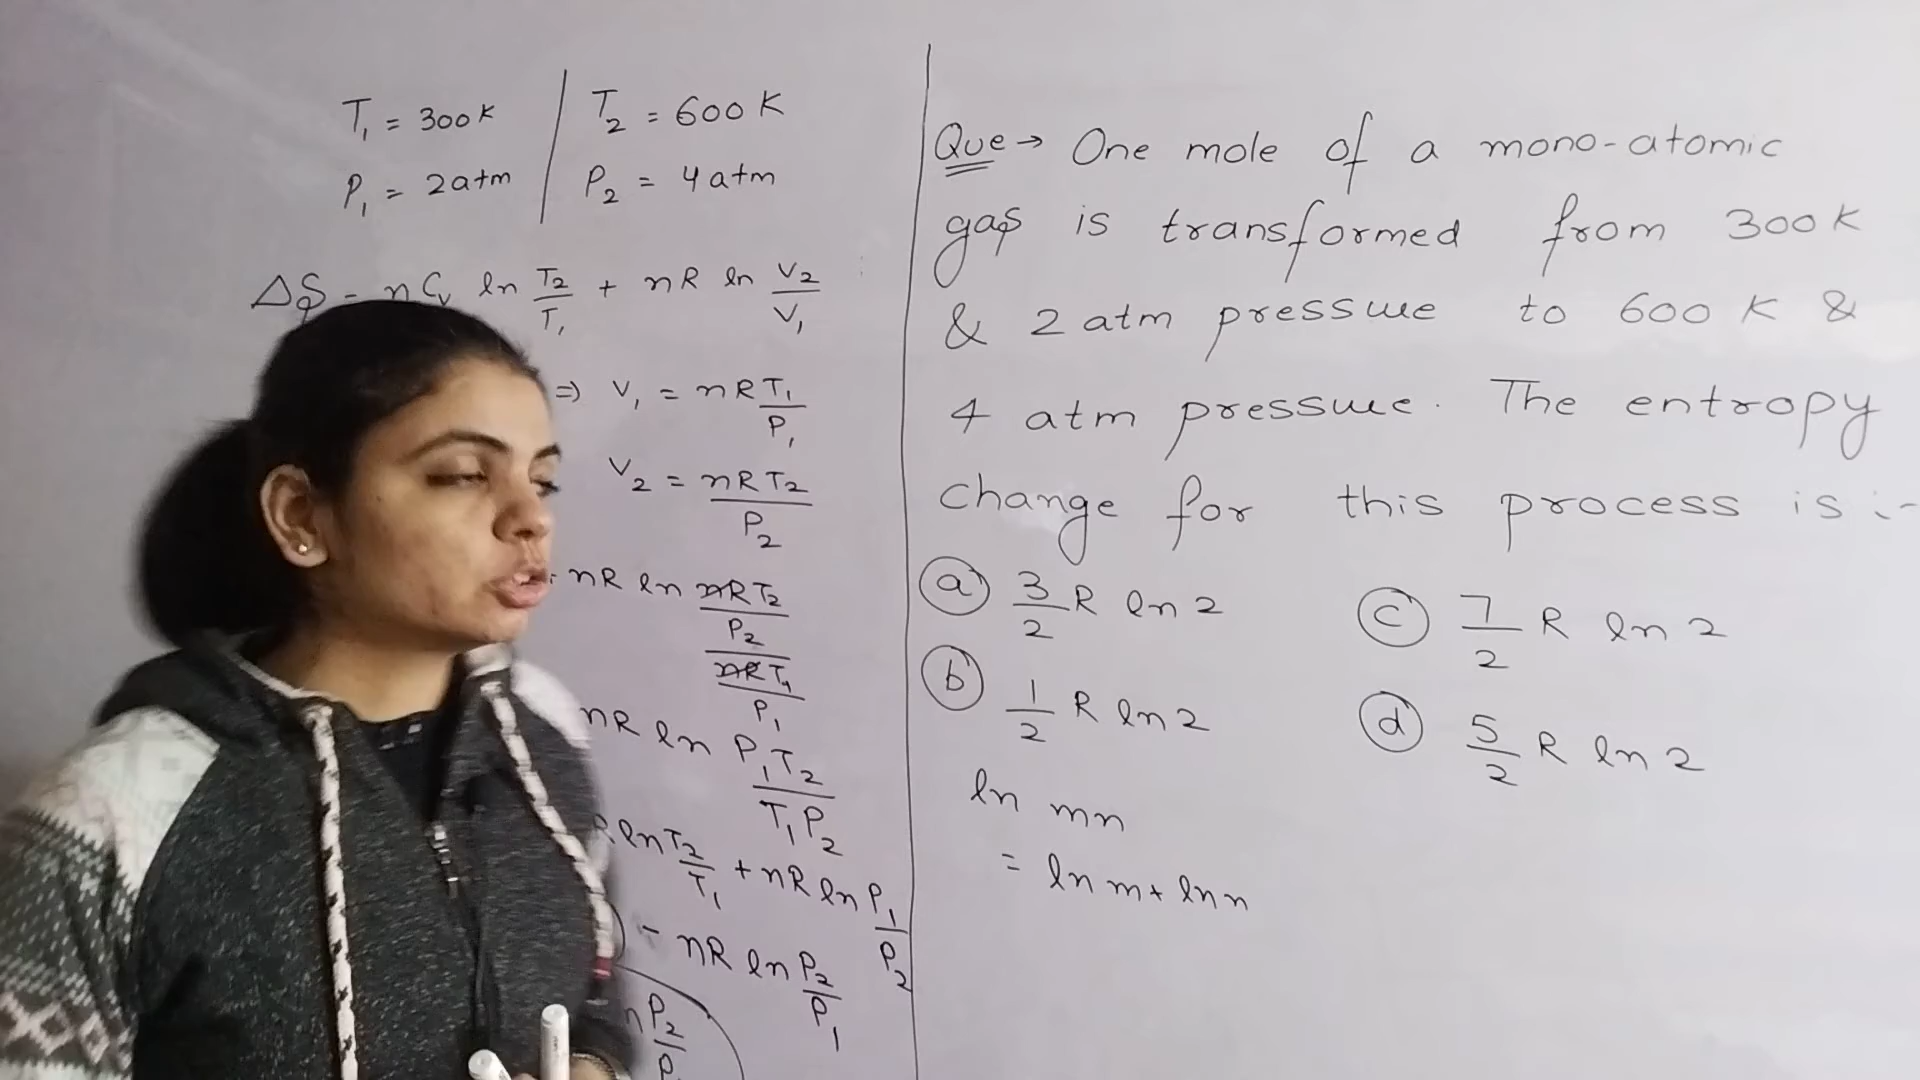 T₁ = 300 K | T₂ = 600 K
P₁ = 2 atm | P₂ = 4 atm
ΔS = nCᵥ ln T₂/T₁ + nR ln V₂/V₁
⇒ V₁ = nRT₁/P₁
V₂ = nRT₂/P₂
nR ln (nRT₂/P₂)/(nRT₁/P₁)
nR ln P₁T₂/T₁P₂
R ln T₂/T₁ + nR ln P₁/P₂
- nR ln P₂/P₁
P₂/P
Que → One mole of a mono-atomic
gas is transformed from 300 K
& 2 atm pressure to 600 K &
4 atm pressure. The entropy
change for this process is :-
(a) 3/2 R ln 2 (c) 7/2 R ln 2
(b) 1/2 R ln 2 (d) 5/2 R ln 2
ln mn
= ln m + ln n